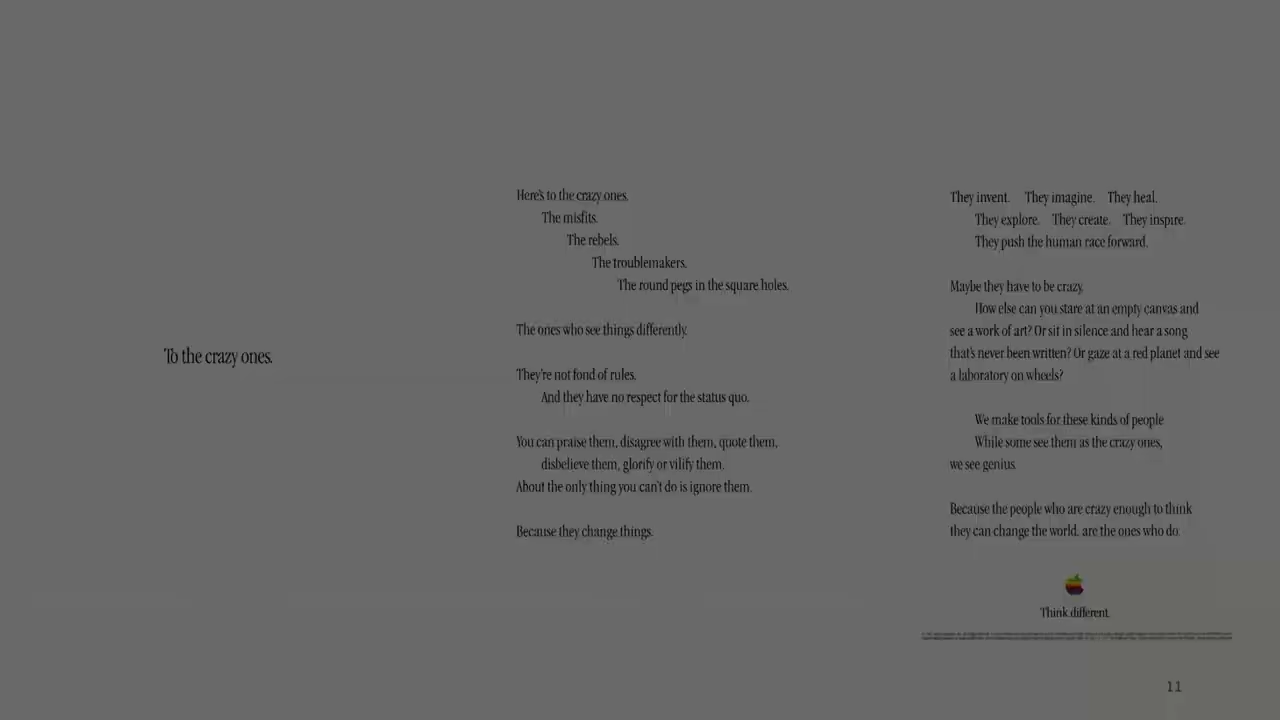 To the crazy ones.
Here's to the crazy ones.
The misfits.
The rebels.
The troublemakers.
The round pegs in the square holes.
The ones who see things differently.
They're not fond of rules.
And they have no respect for the status quo.
You can praise them, disagree with them, quote them,
disbelieve them, glorify or vilify them.
About the only thing you can't do is ignore them.
Because they change things.
They invent. They imagine. They heal.
They explore. They create. They inspire.
They push the human race forward.
Maybe they have to be crazy.
How else can you stare at an empty canvas and
see a work of art? Or sit in silence and hear a song
that's never been written? Or gaze at a red planet and see
a laboratory on wheels?
We make tools for these kinds of people.
While some see them as the crazy ones,
we see genius.
Because the people who are crazy enough to think
they can change the world, are the ones who do.
Think different.
11